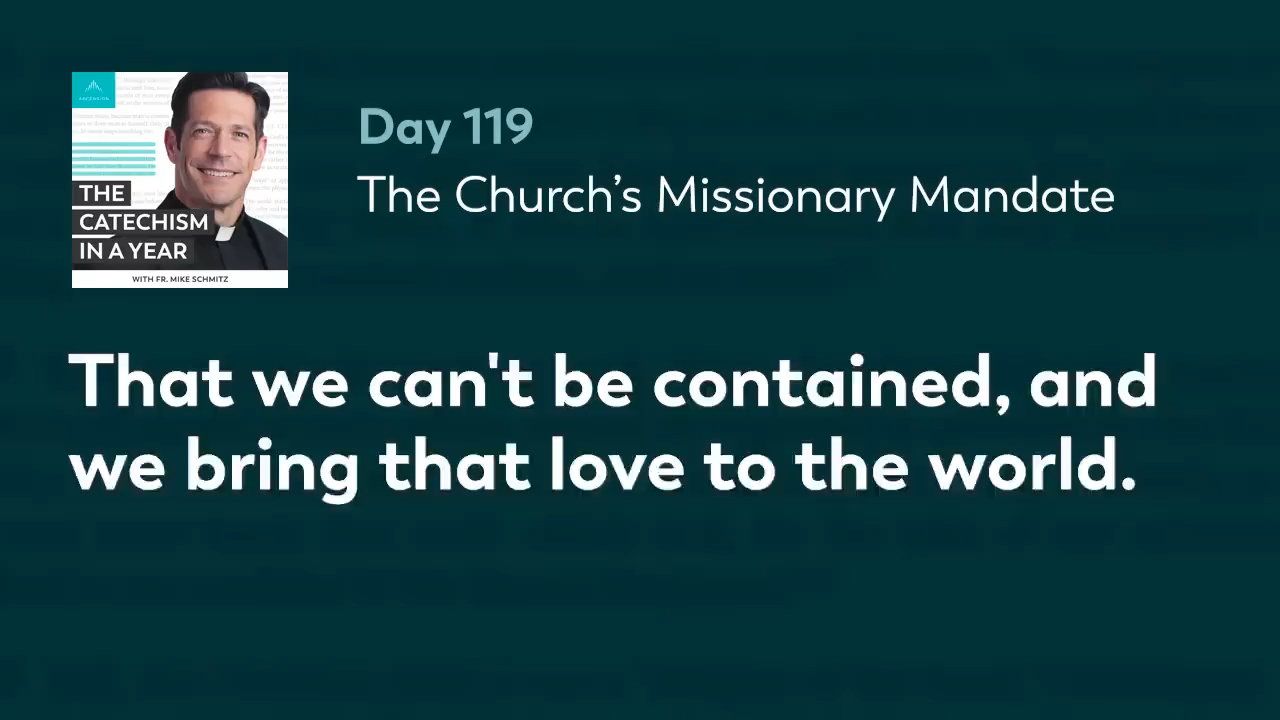 ASCENSION
THE
CATECHISM
IN A YEAR
WITH FR. MIKE SCHMITZ
Day 119
The Church’s Missionary Mandate
That we can't be contained, and
we bring that love to the world.